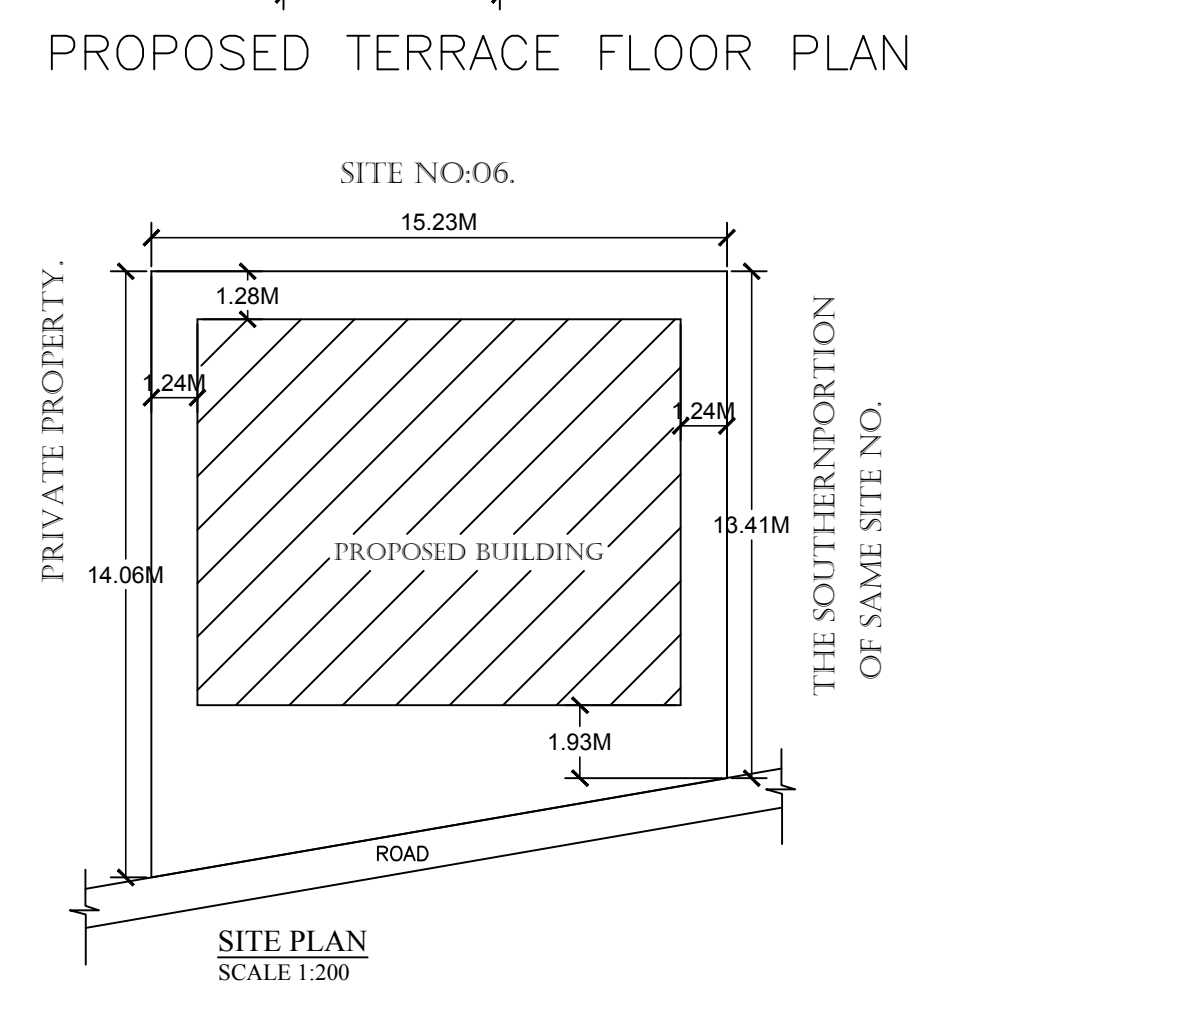 PROPOSED TERRACE FLOOR PLAN
SITE NO:06.
15.23M
PRIVATE PROPERTY.
1.28M
1.24M
1.24M
THE SOUTHERNPORTION
OF SAME SITE NO.
13.41M
PROPOSED BUILDING
14.06M
1.93M
ROAD
SITE PLAN
SCALE 1:200